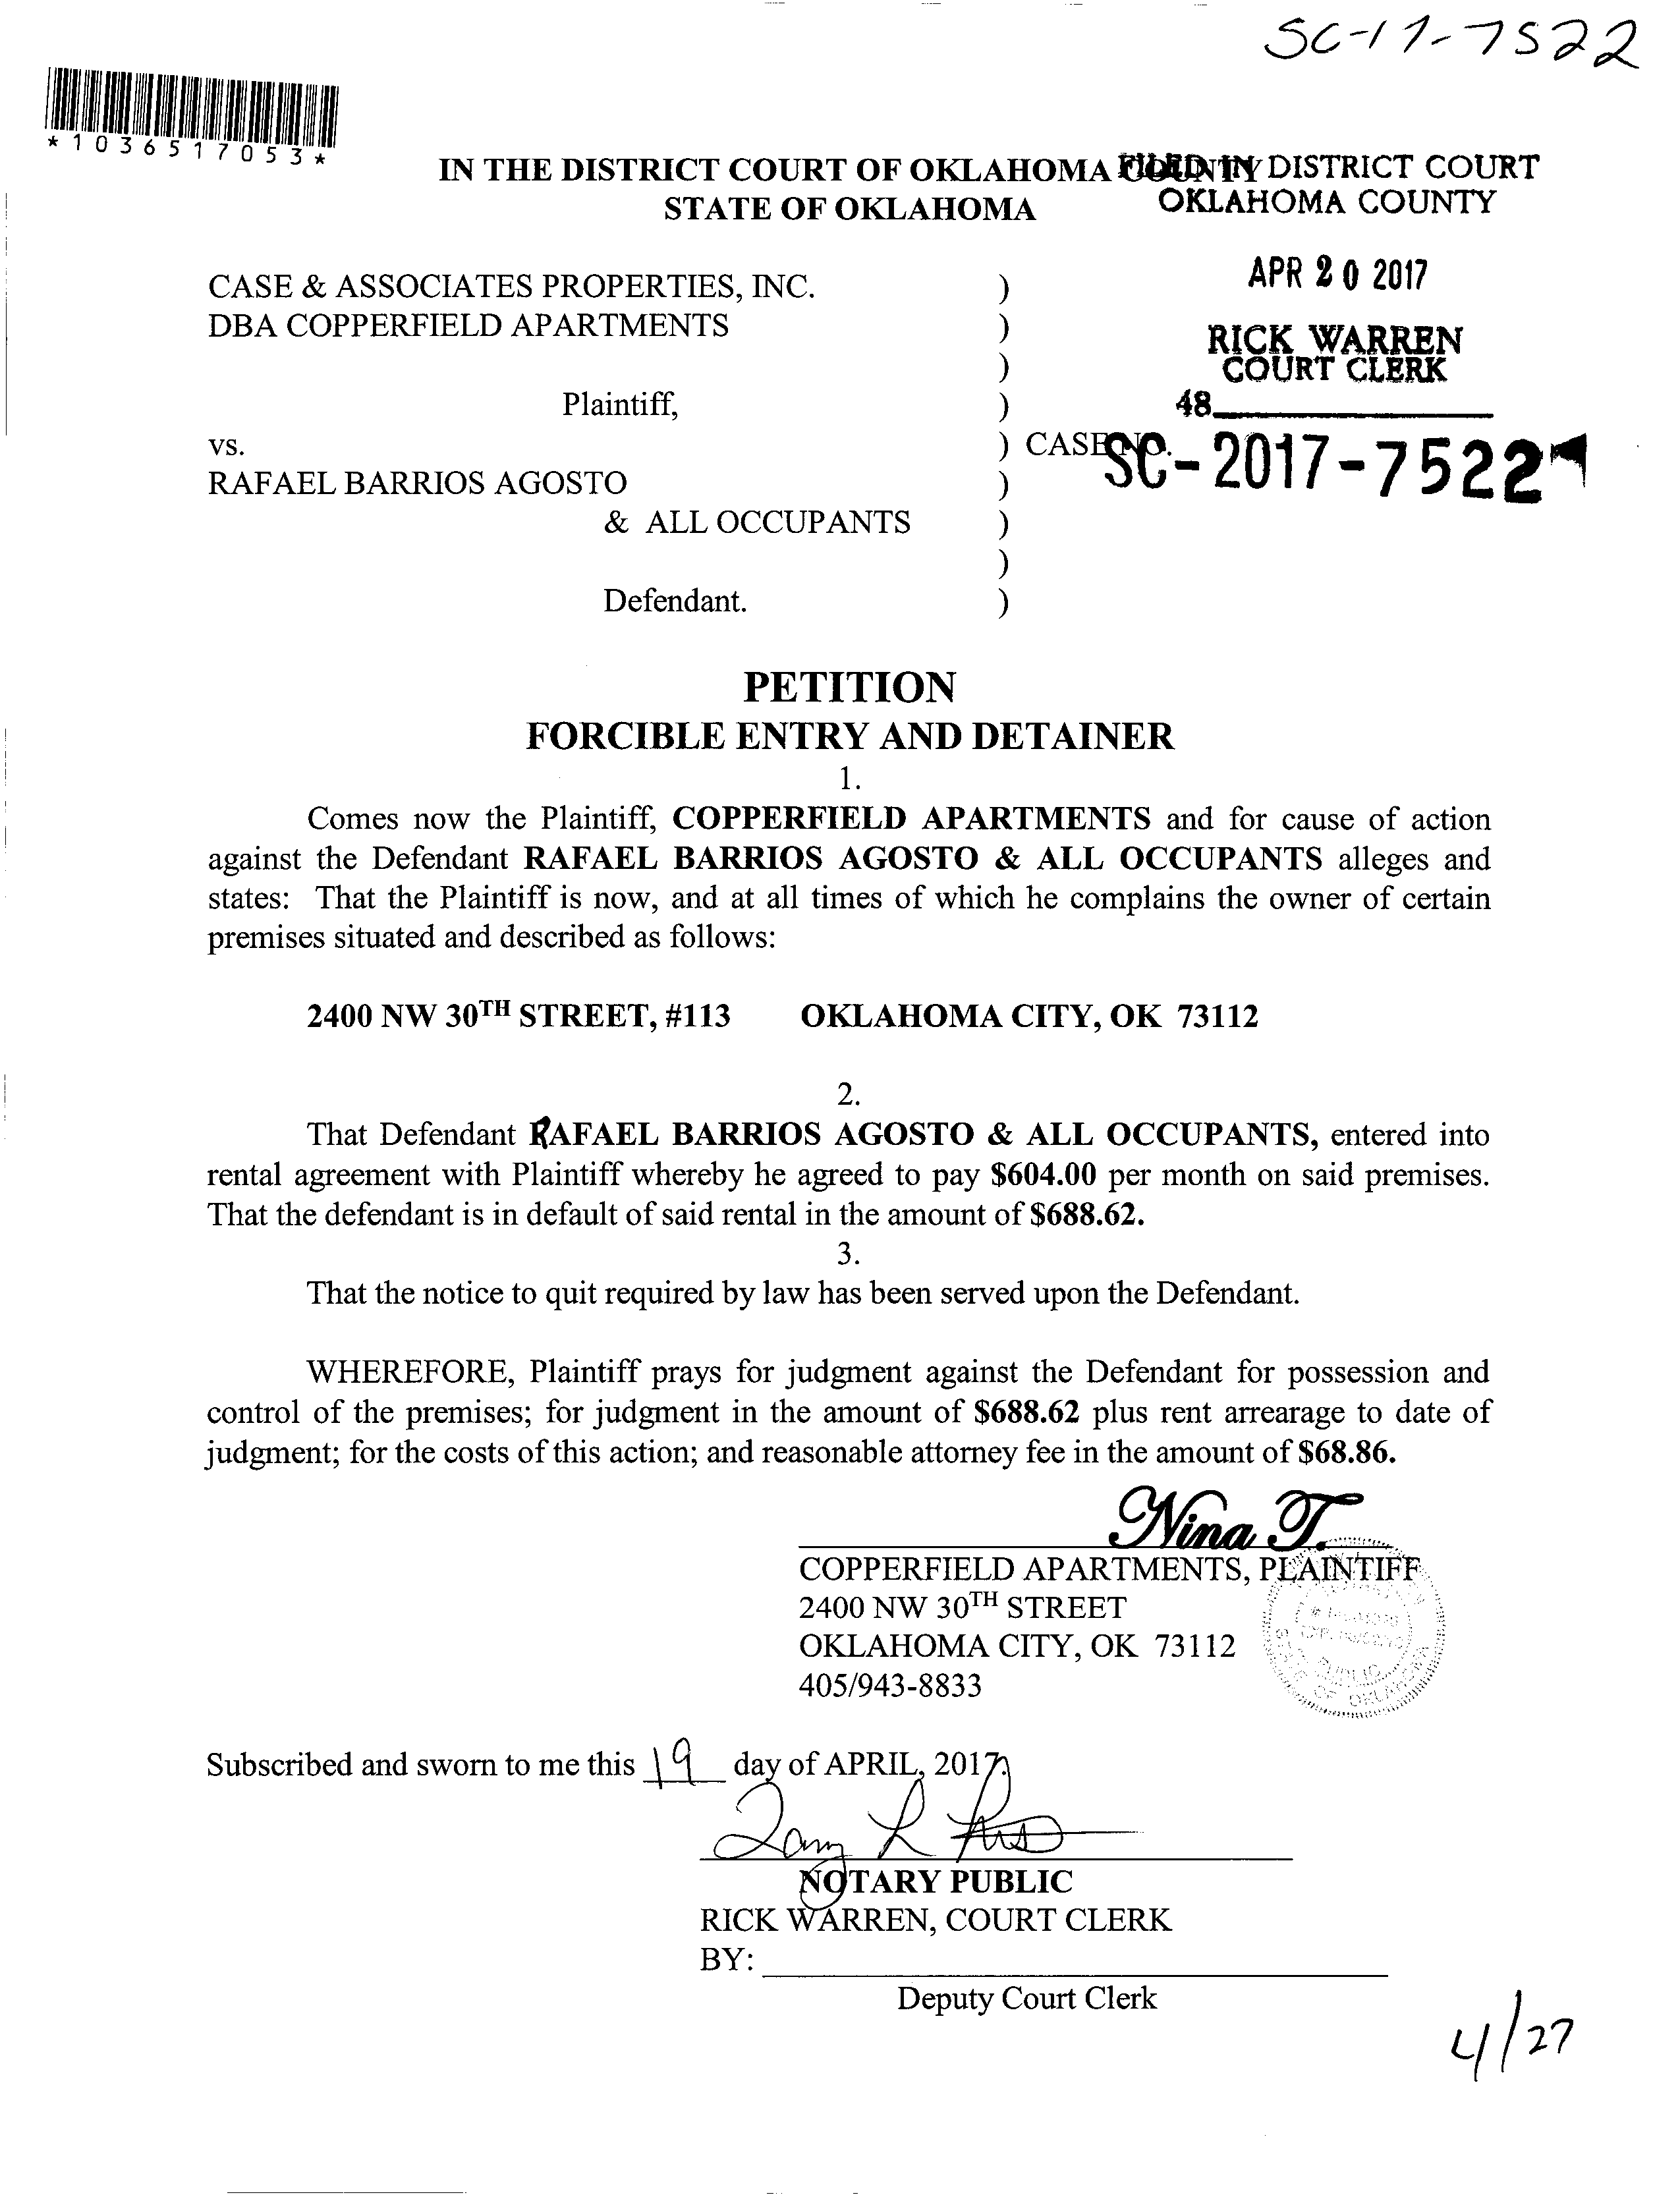 SC-17-7522
*1036517053*
IN THE DISTRICT COURT OF OKLAHOMA COUNTY
STATE OF OKLAHOMA
FILED IN DISTRICT COURT
OKLAHOMA COUNTY
APR 20 2017
RICK WARREN
COURT CLERK
48
CASE & ASSOCIATES PROPERTIES, INC. )
DBA COPPERFIELD APARTMENTS )
)
Plaintiff, )
vs. ) CASE NO. SC-2017-7522
RAFAEL BARRIOS AGOSTO )
& ALL OCCUPANTS )
)
Defendant. )
PETITION
FORCIBLE ENTRY AND DETAINER
1.
Comes now the Plaintiff, COPPERFIELD APARTMENTS and for cause of action
against the Defendant RAFAEL BARRIOS AGOSTO & ALL OCCUPANTS alleges and
states: That the Plaintiff is now, and at all times of which he complains the owner of certain
premises situated and described as follows:
2400 NW 30TH STREET, #113 OKLAHOMA CITY, OK 73112
2.
That Defendant RAFAEL BARRIOS AGOSTO & ALL OCCUPANTS, entered into
rental agreement with Plaintiff whereby he agreed to pay $604.00 per month on said premises.
That the defendant is in default of said rental in the amount of $688.62.
3.
That the notice to quit required by law has been served upon the Defendant.
WHEREFORE, Plaintiff prays for judgment against the Defendant for possession and
control of the premises; for judgment in the amount of $688.62 plus rent arrearage to date of
judgment; for the costs of this action; and reasonable attorney fee in the amount of $68.86.
Nina T.
COPPERFIELD APARTMENTS, PLAINTIFF
2400 NW 30TH STREET
OKLAHOMA CITY, OK 73112
405/943-8833
PUBLIC
STATE OF OKLAHOMA
Subscribed and sworn to me this 19 day of APRIL, 2017.
NOTARY PUBLIC
RICK WARREN, COURT CLERK
BY:
Deputy Court Clerk
4/27